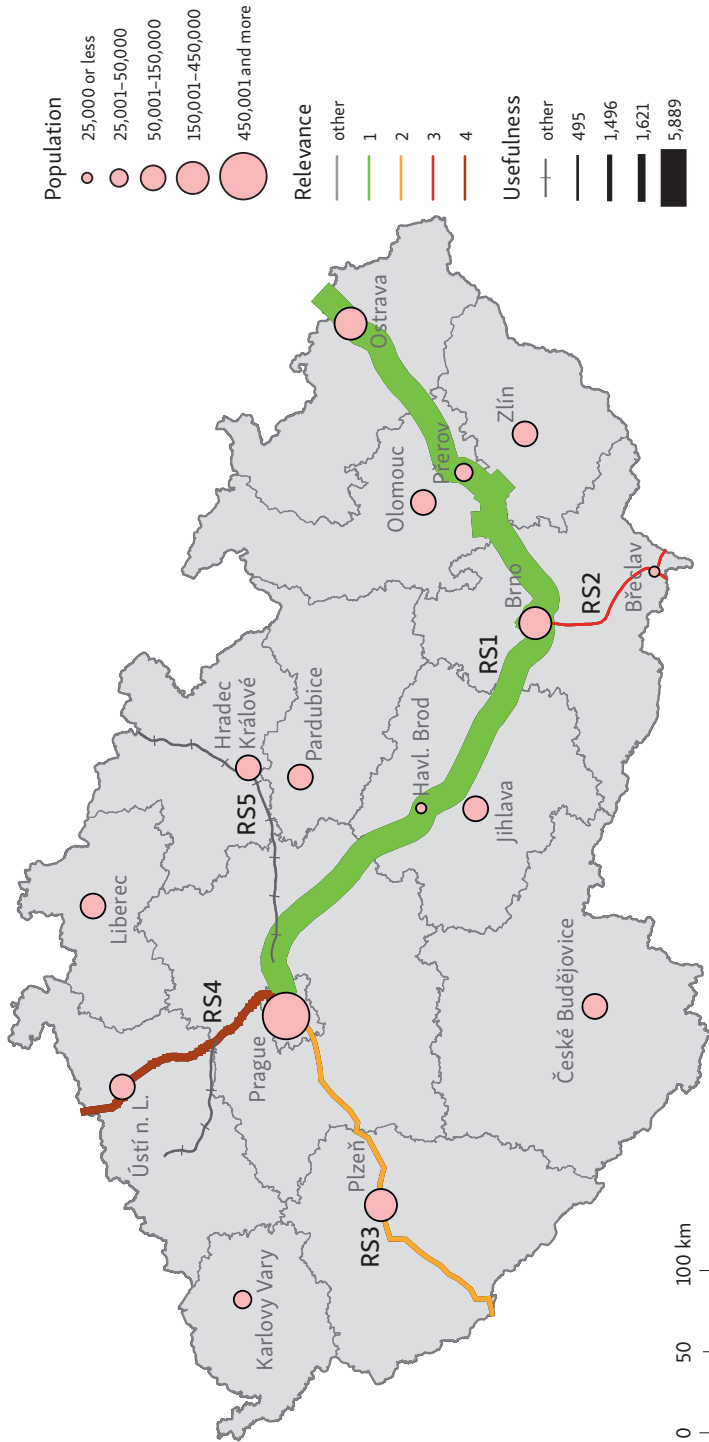 Population
25,000 or less
25,001–50,000
50,001–150,000
150,001–450,000
450,001 and more
Relevance
other
1
2
3
4
Usefulness
other
495
1,496
1,621
5,889
Liberec
Ústí n. L.
RS4
Hradec
Králové
RS5
Karlovy Vary
Prague
Pardubice
Plzeň
RS3
Havl. Brod
Olomouc
Ostrava
Přerov
Jihlava
RS1
Brno
Zlín
České Budějovice
RS2
Břeclav
0
50
100 km